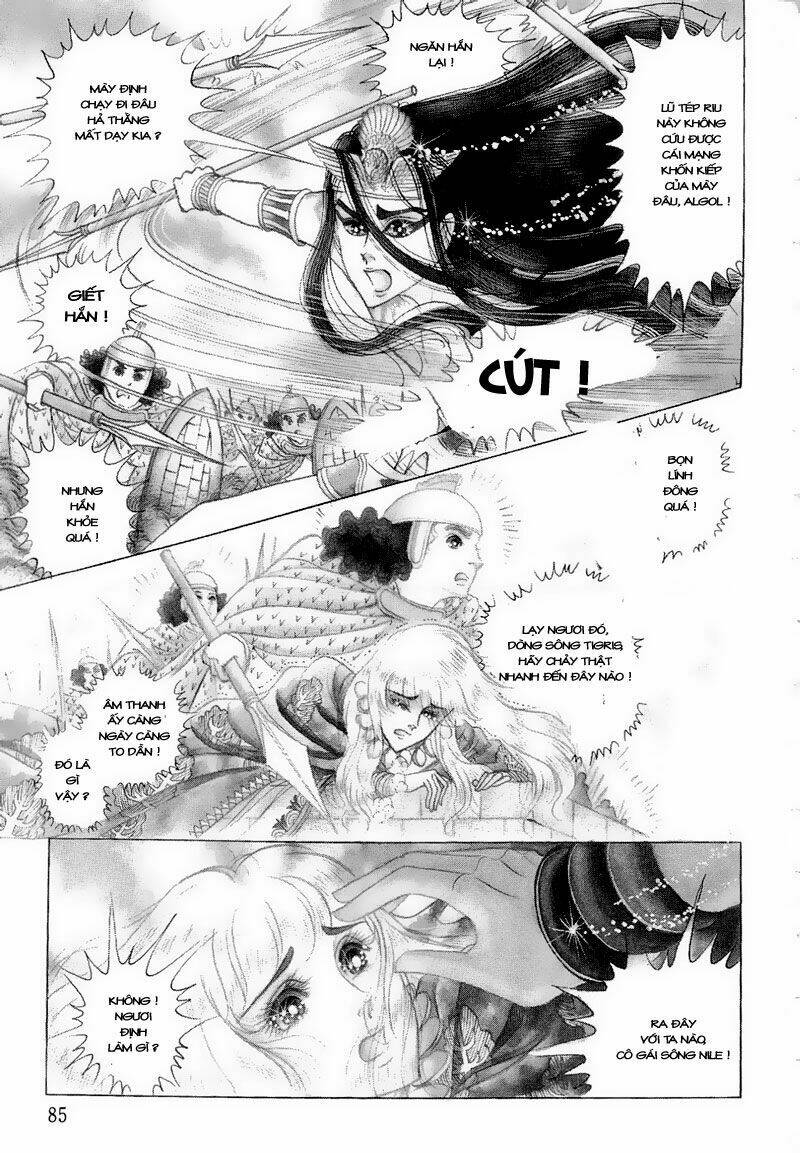 NGĂN HẮN
LẠI !
MÀY ĐỊNH
CHẠY ĐI ĐÂU
HẢ THẰNG
MẤT DẠY KIA ?
LŨ TÉP RIU
NÀY KHÔNG
CỨU ĐƯỢC
CÁI MẠNG
KHỐN KIẾP
CỦA MÀY
ĐÂU, ALGOL !
GIẾT
HẮN !
CÚT !
NHƯNG
HẮN
KHỎE
QUÁ !
BỌN
LÍNH
ĐÔNG
QUÁ !
LẠY NGƯƠI ĐÓ,
DÒNG SÔNG TIGRIS,
HÃY CHẢY THẬT
NHANH ĐẾN ĐÂY NÀO !
ÂM THANH
ẤY CÀNG
NGÀY CÀNG
TO DẦN !
ĐÓ LÀ
GÌ
VẬY ?
KHÔNG !
NGƯƠI
ĐỊNH
LÀM GÌ ?
RA ĐÂY
VỚI TA NÀO,
CÔ GÁI SÔNG NILE !
85